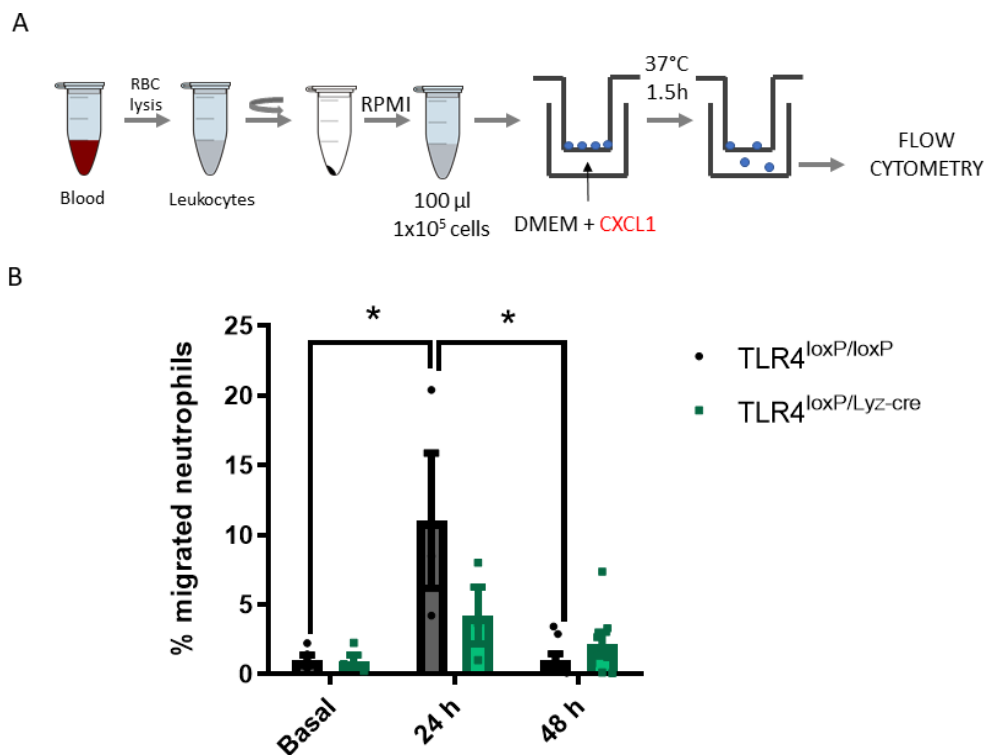 A
RBC
lysis
RPMI
37°C
1.5h
FLOW
CYTOMETRY
Blood
Leukocytes
100 µl
1x10⁵ cells
DMEM + CXCL1
B
* *
% migrated neutrophils
25
20
15
10
5
0
Basal
24 h
48 h
TLR4loxP/loxP
TLR4loxP/Lyz-cre